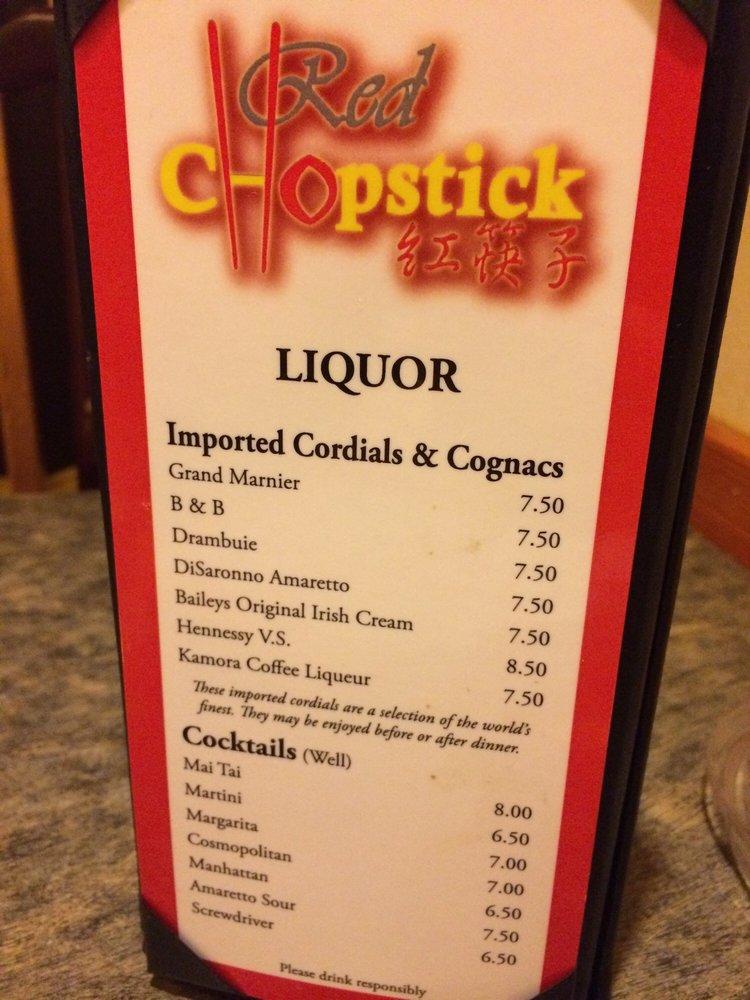 Red
CHopstick
红筷子
LIQUOR
Imported Cordials & Cognacs
Grand Marnier 7.50
B & B 7.50
Drambuie 7.50
DiSaronno Amaretto 7.50
Baileys Original Irish Cream 7.50
Hennessy V.S. 8.50
Kamora Coffee Liqueur 7.50
These imported cordials are a selection of the world's
finest. They may be enjoyed before or after dinner.
Cocktails (Well)
Mai Tai 8.00
Martini 6.50
Margarita 7.00
Cosmopolitan 7.00
Manhattan 6.50
Amaretto Sour 7.50
Screwdriver 6.50
Please drink responsibly